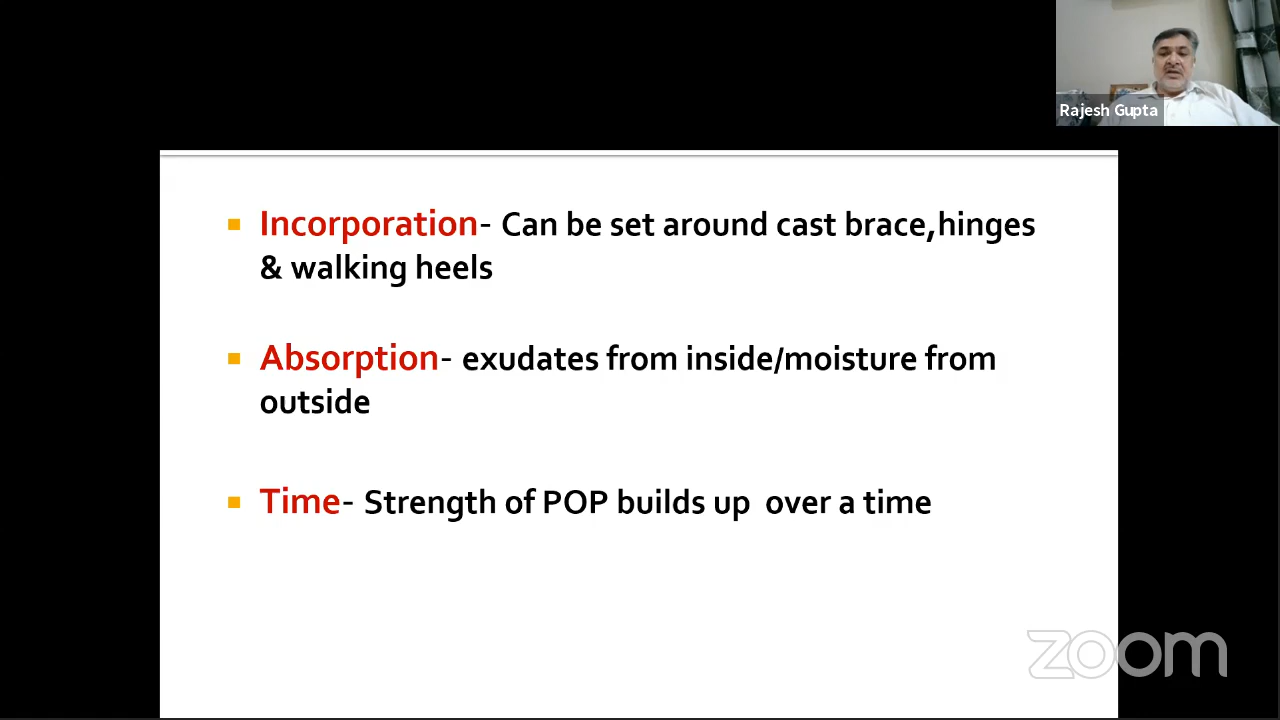 Rajesh Gupta
Incorporation- Can be set around cast brace,hinges
& walking heels
Absorption- exudates from inside/moisture from
outside
Time- Strength of POP builds up  over a time
zoom